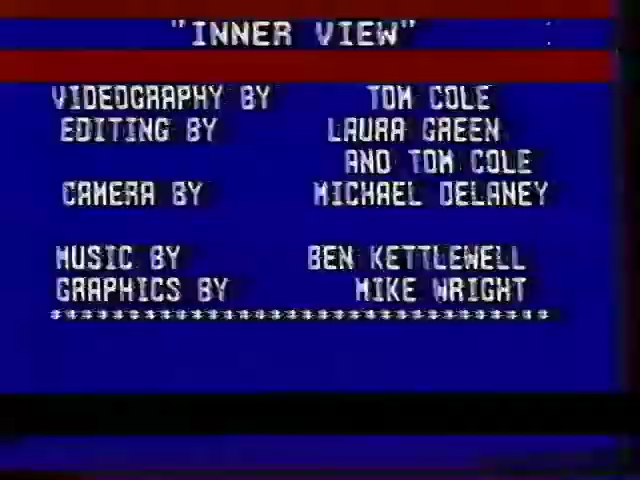 "INNER VIEW"
VIDEOGRAPHY BY TOM COLE
EDITING BY LAURA GREEN
AND TOM COLE
CAMERA BY MICHAEL DELANEY
MUSIC BY BEN KETTLEWELL
GRAPHICS BY MIKE WRIGHT
********************************